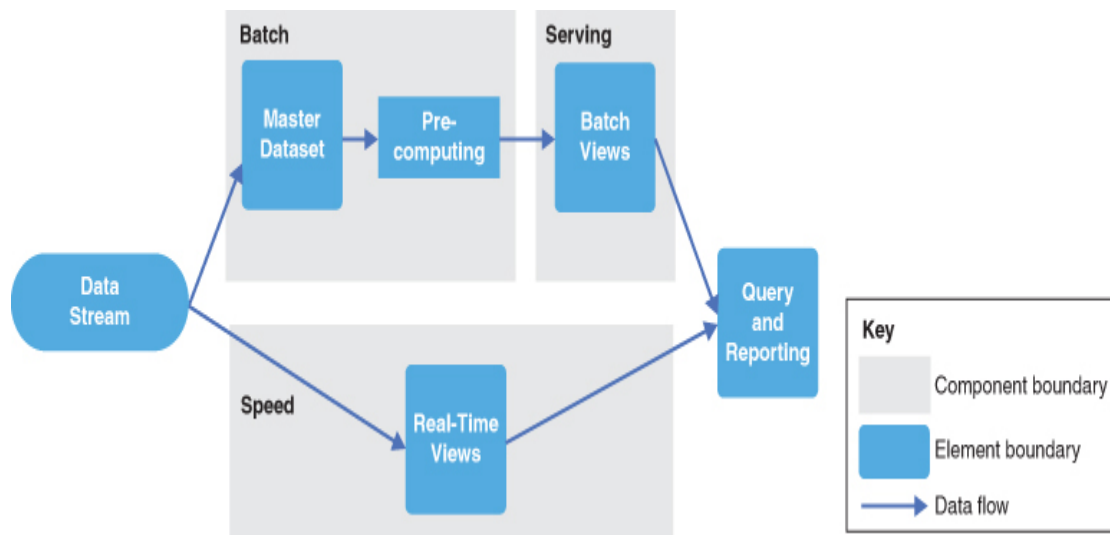 Batch
Serving
Master
Dataset
Pre-
computing
Batch
Views
Data
Stream
Query
and
Reporting
Speed
Real-Time
Views
Key
Component boundary
Element boundary
Data flow